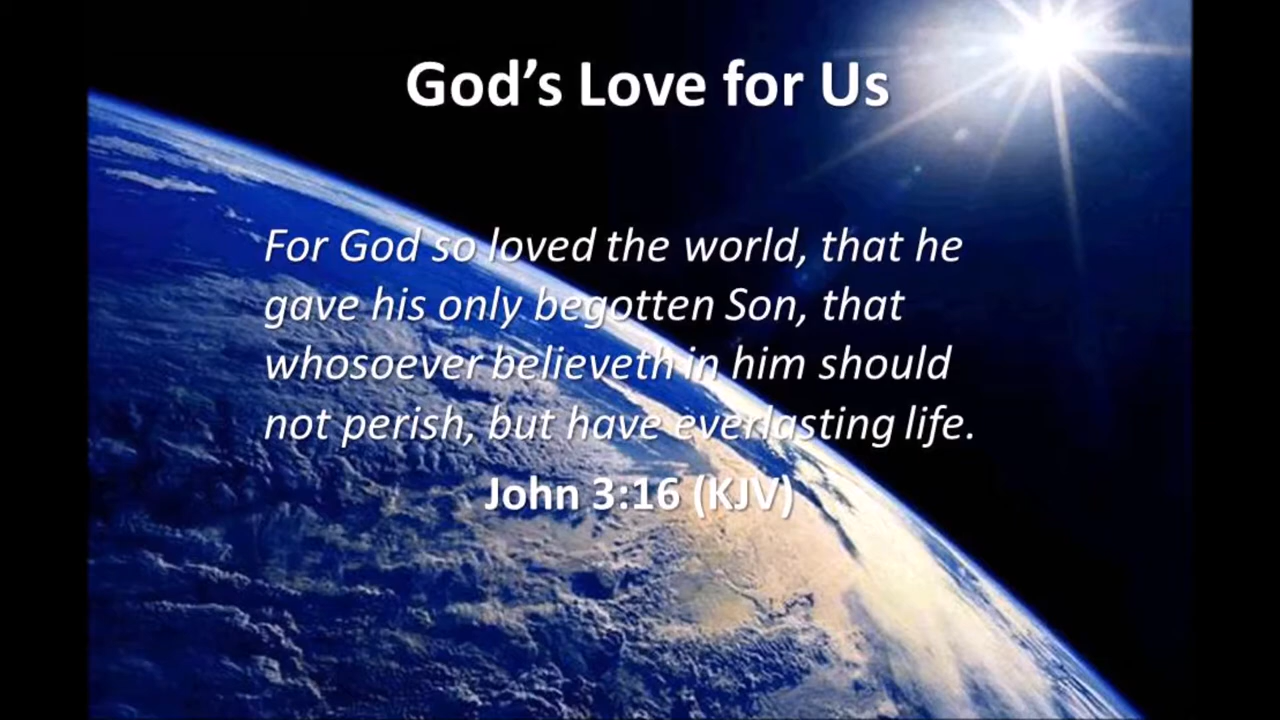 God’s Love for Us
For God so loved the world, that he
gave his only begotten Son, that
whosoever believeth in him should
not perish, but have everlasting life.
John 3:16 (KJV)